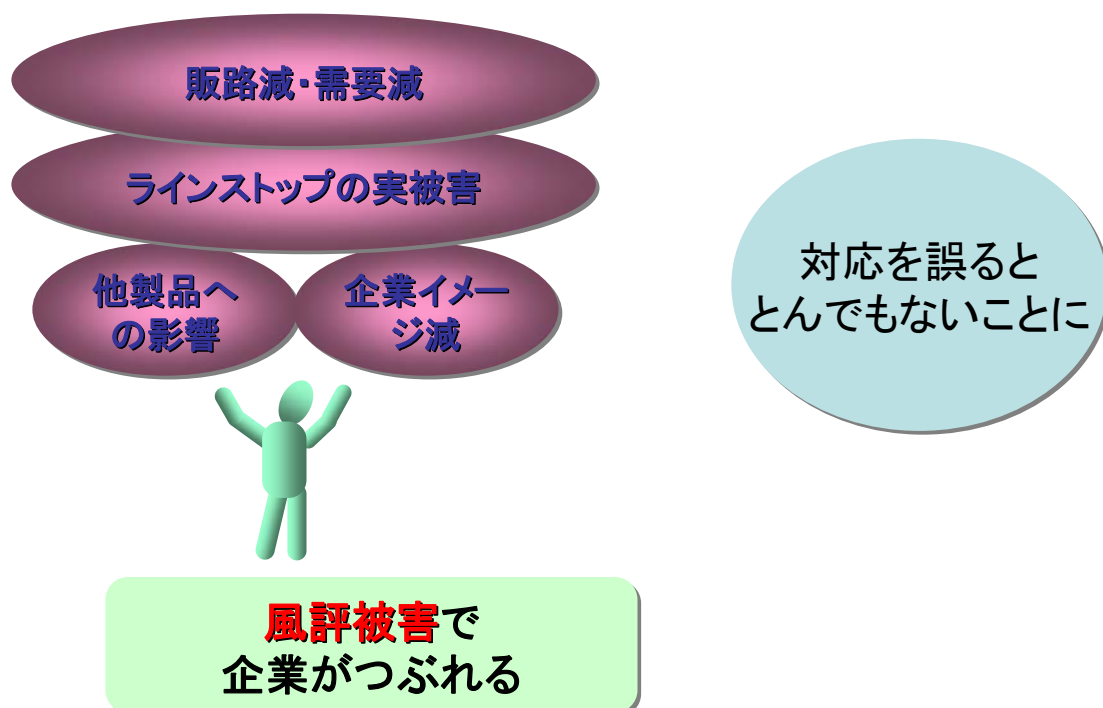 販路減・需要減
ラインストップの実被害
他製品へ
の影響
企業イメー
ジ減
対応を誤ると
とんでもないことに
風評被害で
企業がつぶれる